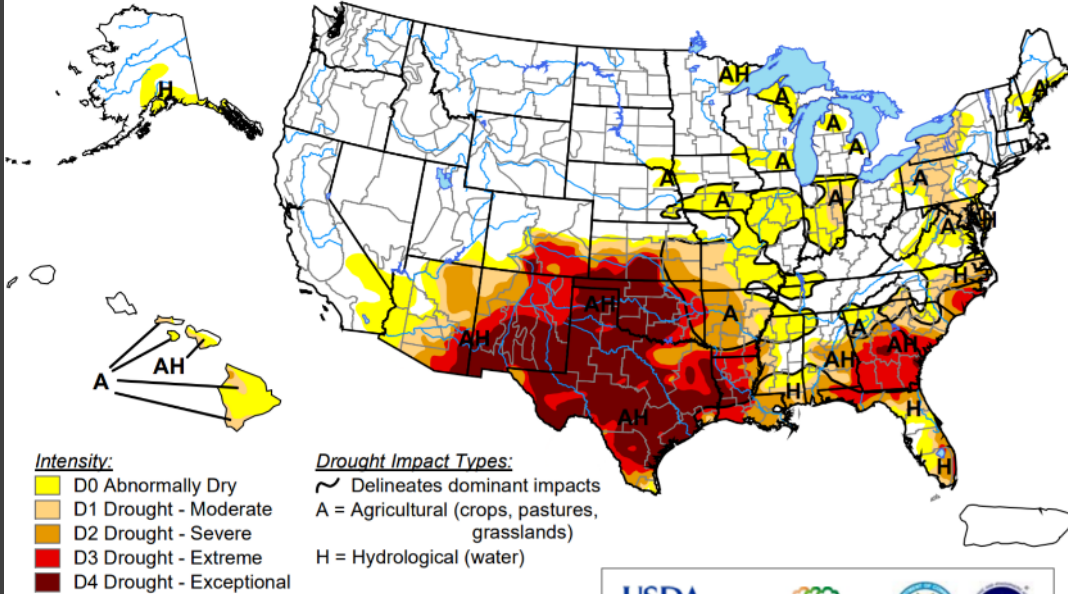 H
AH
A
A
A
A
A
A
A
A
A
A
AH
A
H
AH
A
A
AH
AH
AH
H
H
AH
H
A
AH
Intensity:
D0 Abnormally Dry
D1 Drought - Moderate
D2 Drought - Severe
D3 Drought - Extreme
D4 Drought - Exceptional
Drought Impact Types:
Delineates dominant impacts
A = Agricultural (crops, pastures,
grasslands)
H = Hydrological (water)
USDA